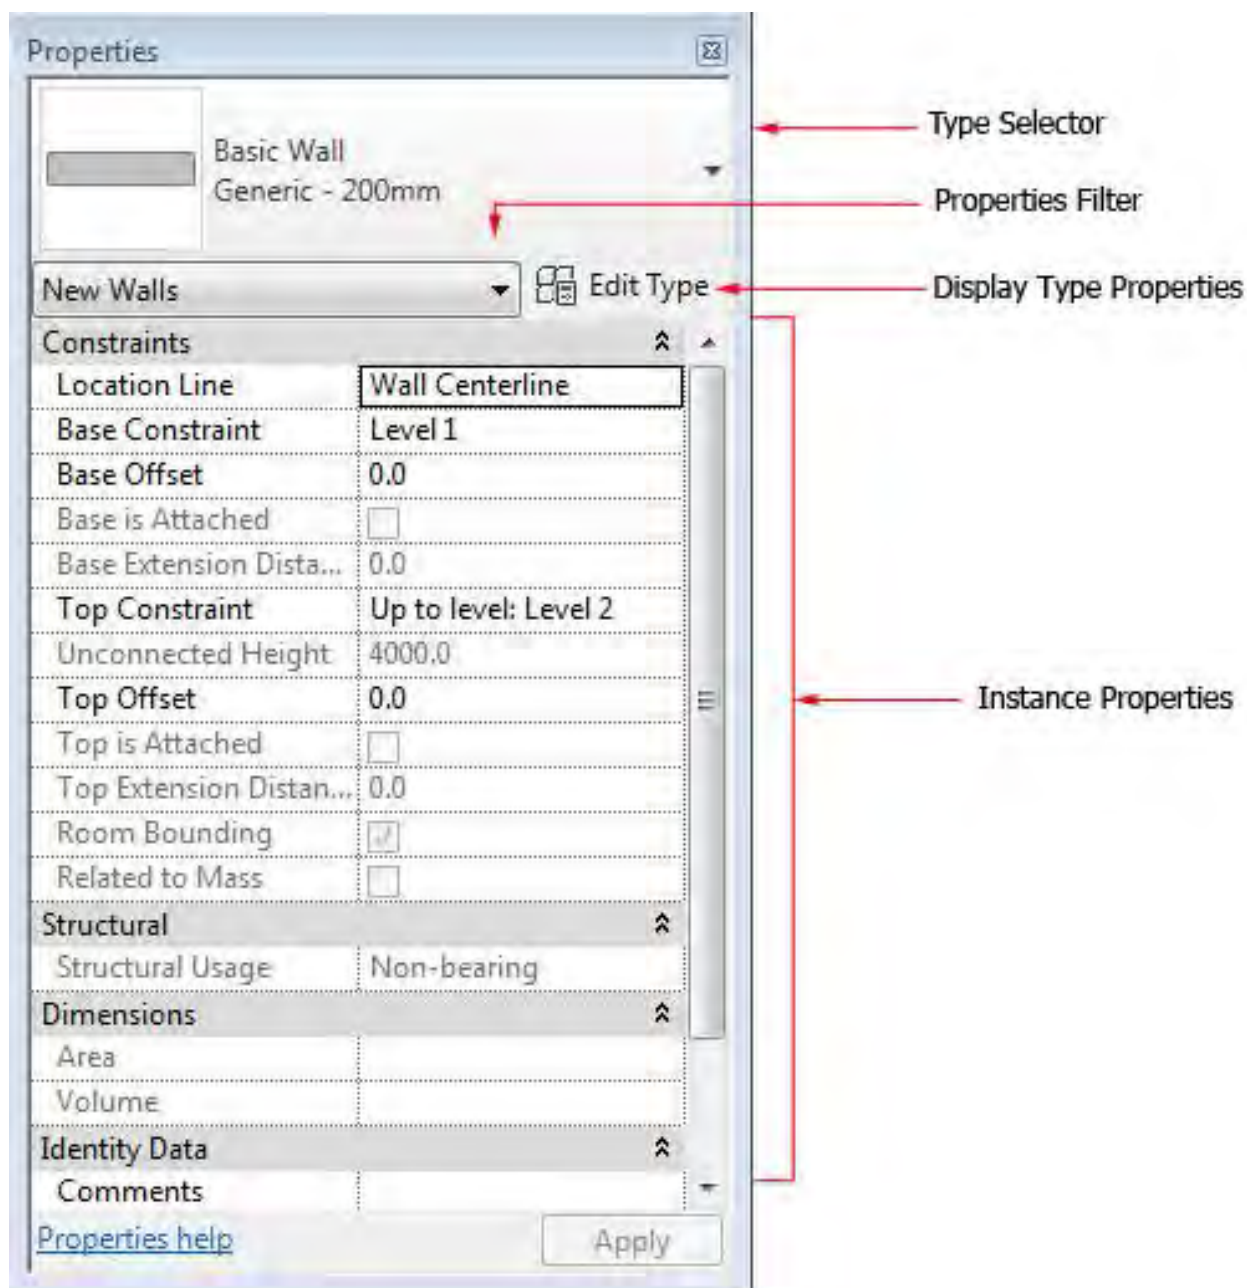 Properties
Basic Wall
Generic - 200mm
Type Selector
Properties Filter
New Walls
Edit Type
Display Type Properties
Constraints
Location Line Wall Centerline
Base Constraint Level 1
Base Offset 0.0
Base is Attached
Base Extension Dista... 0.0
Top Constraint Up to level: Level 2
Unconnected Height 4000.0
Top Offset 0.0
Instance Properties
Top is Attached
Top Extension Distan... 0.0
Room Bounding
Related to Mass
Structural
Structural Usage Non-bearing
Dimensions
Area
Volume
Identity Data
Comments
Properties help
Apply